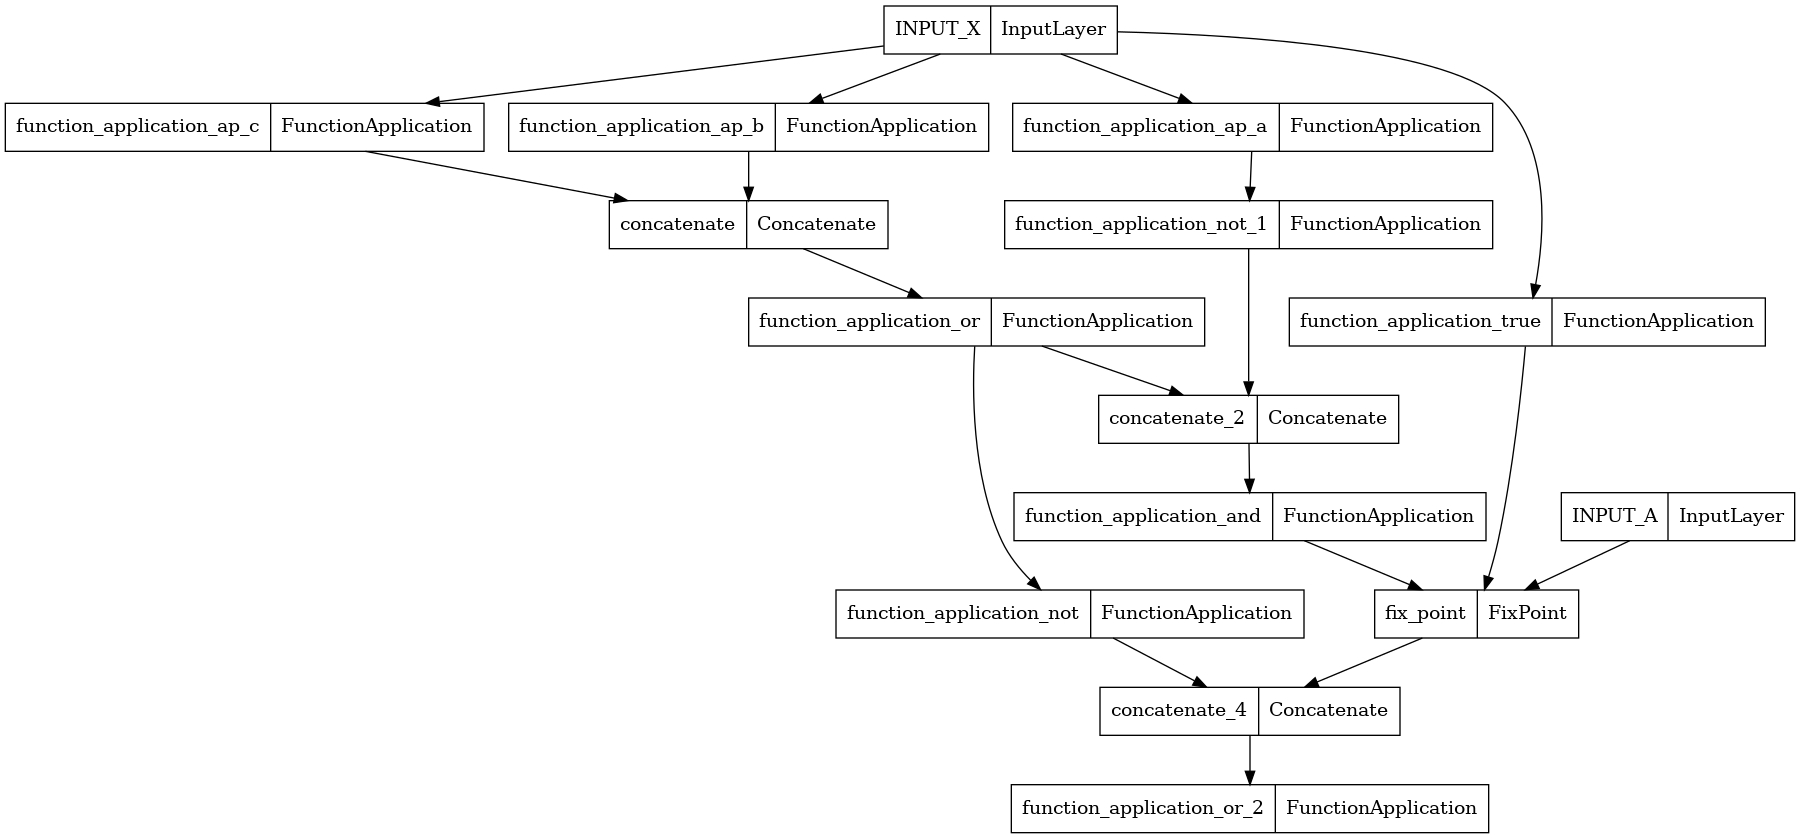 INPUT_X InputLayer
function_application_ap_c FunctionApplication function_application_ap_b FunctionApplication function_application_ap_a FunctionApplication
concatenate Concatenate function_application_not_1 FunctionApplication
function_application_or FunctionApplication function_application_true FunctionApplication
concatenate_2 Concatenate
function_application_and FunctionApplication INPUT_A InputLayer
function_application_not FunctionApplication fix_point FixPoint
concatenate_4 Concatenate
function_application_or_2 FunctionApplication